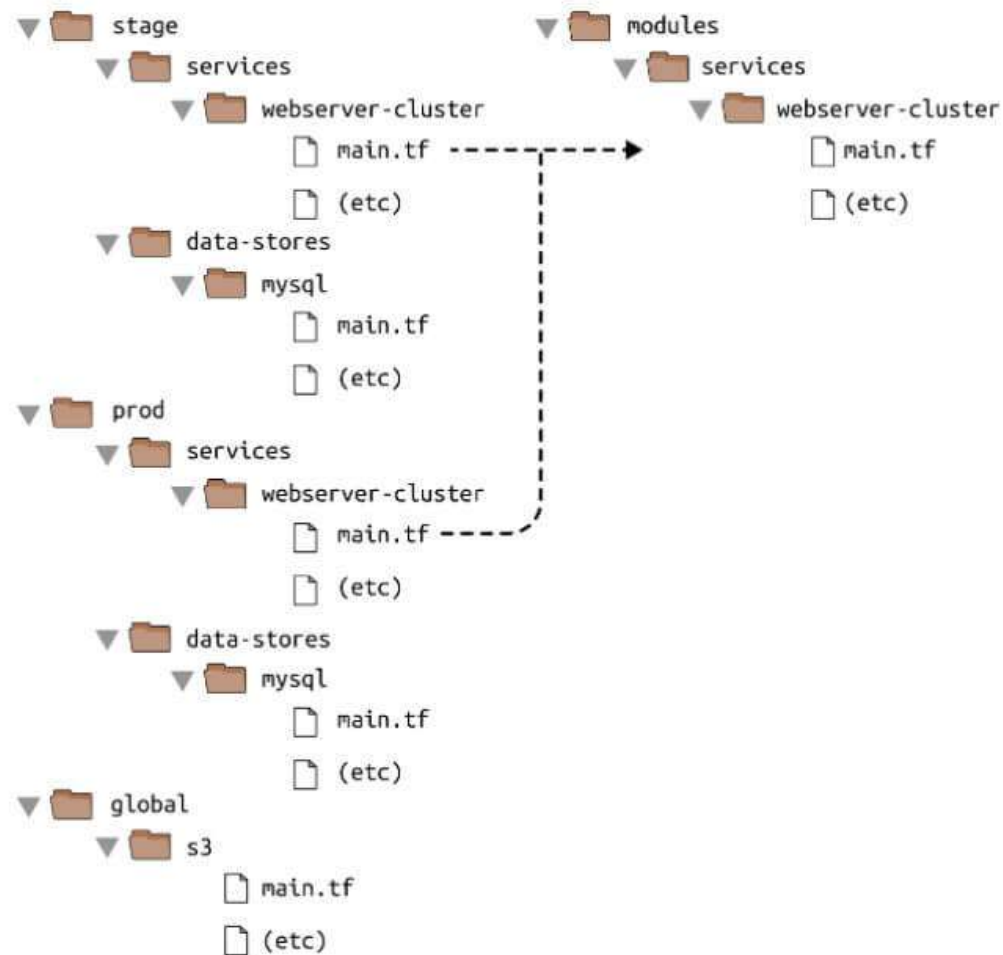 stage
services
webserver-cluster
main.tf
(etc)
data-stores
mysql
main.tf
(etc)
prod
services
webserver-cluster
main.tf
(etc)
data-stores
mysql
main.tf
(etc)
global
s3
main.tf
(etc)
modules
services
webserver-cluster
main.tf
(etc)